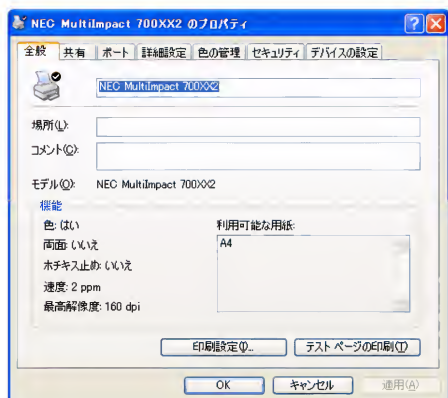 NEC MultiImpact 700XX2 のプロパティ
全般 共有 ポート 詳細設定 色の管理 セキュリティ デバイスの設定
NEC MultiImpact 700XX2
場所(L):
コメント(C):
モデル(O): NEC MultiImpact 700XX2
機能
色: はい
利用可能な用紙:
両面: いいえ
A4
ホチキス止め: いいえ
速度: 2 ppm
最高解像度: 160 dpi
印刷設定(I)... テスト ページの印刷(T)
OK キャンセル 適用(A)